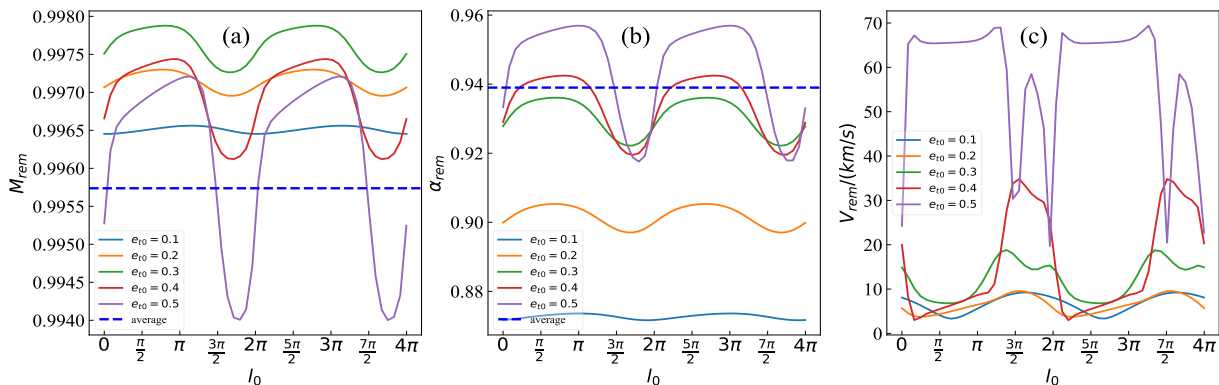 (a)
M_rem
0.9980
0.9975
0.9970
0.9965
0.9960
0.9955
0.9950
0.9945
0.9940
e_t0 = 0.1
e_t0 = 0.2
e_t0 = 0.3
e_t0 = 0.4
e_t0 = 0.5
average
0 π/2 π 3π/2 2π 5π/2 3π 7π/2 4π
l_0
(b)
α_rem
0.96
0.94
0.92
0.90
0.88
e_t0 = 0.1
e_t0 = 0.2
e_t0 = 0.3
e_t0 = 0.4
e_t0 = 0.5
average
0 π/2 π 3π/2 2π 5π/2 3π 7π/2 4π
l_0
(c)
V_rem/(km/s)
70
60
50
40
30
20
10
0
e_t0 = 0.1
e_t0 = 0.2
e_t0 = 0.3
e_t0 = 0.4
e_t0 = 0.5
0 π/2 π 3π/2 2π 5π/2 3π 7π/2 4π
l_0